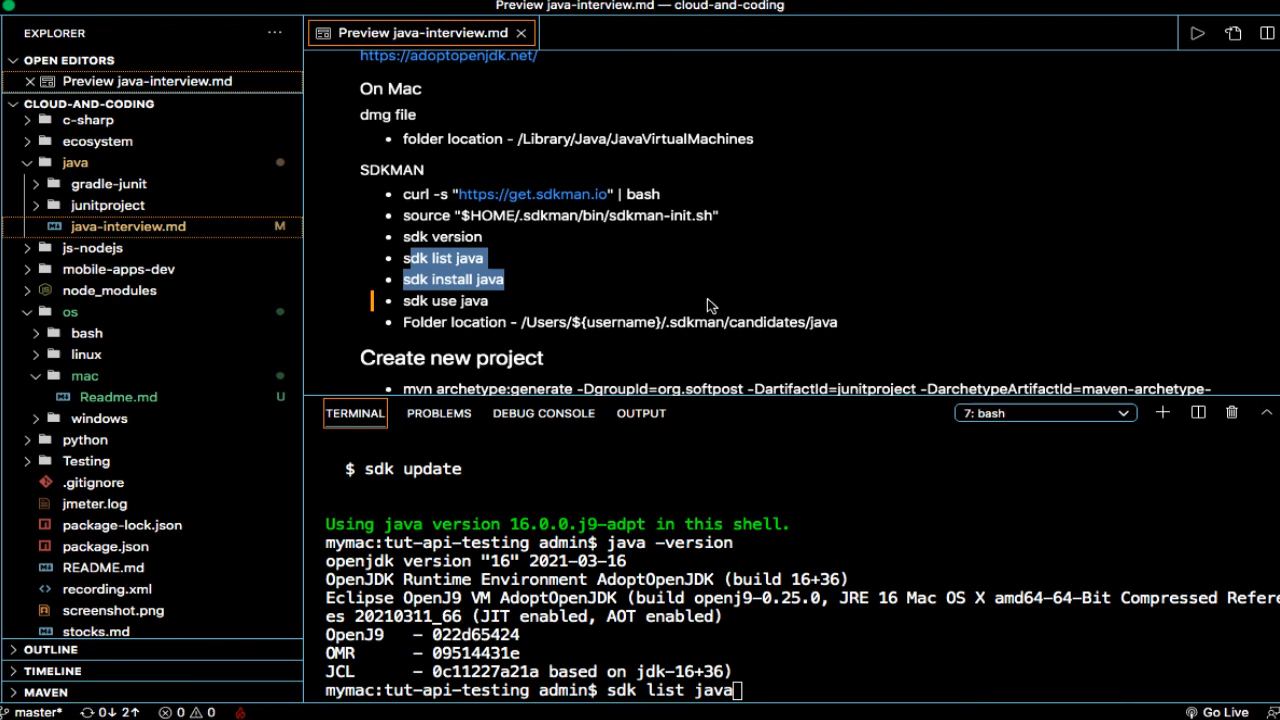 Preview java-interview.md — cloud-and-coding
EXPLORER
Preview java-interview.md
OPEN EDITORS
Preview java-interview.md
CLOUD-AND-CODING
c-sharp
ecosystem
java
gradle-junit
junitproject
java-interview.md M
js-nodejs
mobile-apps-dev
node_modules
os
bash
linux
mac
Readme.md U
windows
python
Testing
.gitignore
jmeter.log
package-lock.json
package.json
README.md
recording.xml
screenshot.png
stocks.md
OUTLINE
TIMELINE
MAVEN
https://adoptopenjdk.net/
On Mac
dmg file
• folder location - /Library/Java/JavaVirtualMachines
SDKMAN
• curl -s "https://get.sdkman.io" | bash
• source "$HOME/.sdkman/bin/sdkman-init.sh"
• sdk version
• sdk list java
• sdk install java
• sdk use java
• Folder location - /Users/${username}/.sdkman/candidates/java
Create new project
• mvn archetype:generate -DgroupId=org.softpost -DartifactId=junitproject -DarchetypeArtifactId=maven-archetype-
TERMINAL PROBLEMS DEBUG CONSOLE OUTPUT 7: bash
$ sdk update
Using java version 16.0.0.j9-adpt in this shell.
mymac:tut-api-testing admin$ java -version
openjdk version "16" 2021-03-16
OpenJDK Runtime Environment AdoptOpenJDK (build 16+36)
Eclipse OpenJ9 VM AdoptOpenJDK (build openj9-0.25.0, JRE 16 Mac OS X amd64-64-Bit Compressed Refere
es 20210311_66 (JIT enabled, AOT enabled)
OpenJ9 - 022d65424
OMR - 09514431e
JCL - 0c11227a21a based on jdk-16+36)
mymac:tut-api-testing admin$ sdk list java
master* 0↓ 2↑ 0 0 Go Live